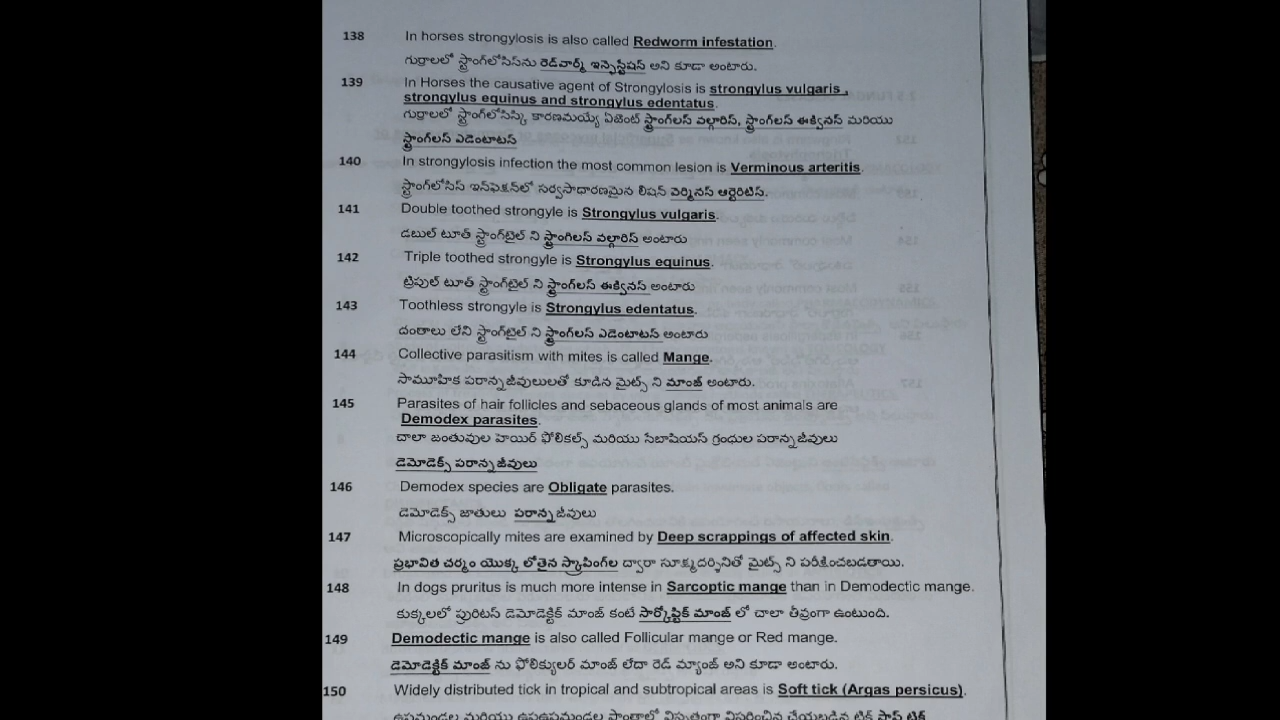 138 In horses strongylosis is also called Redworm infestation.
గుర్రాలలో స్ట్రాంగ్‌లోసిస్‌ను రెడ్‌వార్మ్ ఇన్ఫెస్టేషన్ అని కూడా అంటారు.
139 In Horses the causative agent of Strongylosis is strongylus vulgaris ,
strongylus equinus and strongylus edentatus.
గుర్రాలలో స్ట్రాంగ్‌లోసిస్కి కారణమయ్యే ఏజెంట్ స్ట్రాంగ్‌లస్ వల్గారిస్, స్ట్రాంగ్‌లస్ ఈక్వినస్ మరియు
స్ట్రాంగ్‌లస్ ఎడెంటాటస్
140 In strongylosis infection the most common lesion is Verminous arteritis.
స్ట్రాంగ్‌లోసిస్ ఇన్‌ఫెక్షన్‌లో సర్వసాధారణమైన లిషన్ వెర్మినస్ ఆర్టెరిటిస్.
141 Double toothed strongyle is Strongylus vulgaris.
డబుల్ టూత్ స్ట్రాంగ్‌టైల్ ని స్ట్రాంగిలస్ వల్గారిస్ అంటారు
142 Triple toothed strongyle is Strongylus equinus.
ట్రిపుల్ టూత్ స్ట్రాంగ్‌టైల్ ని స్ట్రాంగ్‌లస్ ఈక్వినస్ అంటారు
143 Toothless strongyle is Strongylus edentatus.
దంతాలు లేని స్ట్రాంగ్‌టైల్ ని స్ట్రాంగ్‌లస్ ఎడెంటాటస్ అంటారు
144 Collective parasitism with mites is called Mange.
సామూహిక పరాన్నజీవులులతో కూడిన మైట్స్ ని మాంజ్ అంటారు.
145 Parasites of hair follicles and sebaceous glands of most animals are
Demodex parasites.
చాలా జంతువుల హెయిర్ ఫోలికల్స్ మరియు సేబాషియస్ గ్రంధుల పరాన్నజీవులు
డెమోడెక్స్ పరాన్నజీవులు
146 Demodex species are Obligate parasites.
డెమోడెక్స్ జాతులు పరాన్నజీవులు
147 Microscopically mites are examined by Deep scrappings of affected skin.
ప్రభావిత చర్మం యొక్క లోతైన స్క్రాపింగ్‌ల ద్వారా సూక్ష్మదర్శినితో మైట్స్ ని పరీక్షించబడతాయి.
148 In dogs pruritus is much more intense in Sarcoptic mange than in Demodectic mange.
కుక్కలలో ప్రురిటస్ డెమోడెక్టిక్ మాంజ్ కంటే సార్కోప్టిక్ మాంజ్ లో చాలా తీవ్రంగా ఉంటుంది.
149 Demodectic mange is also called Follicular mange or Red mange.
డెమోడెక్టిక్ మాంజ్ ను ఫోలిక్యులర్ మాంజ్ లేదా రెడ్ మ్యాంజ్ అని కూడా అంటారు.
150 Widely distributed tick in tropical and subtropical areas is Soft tick (Argas persicus).